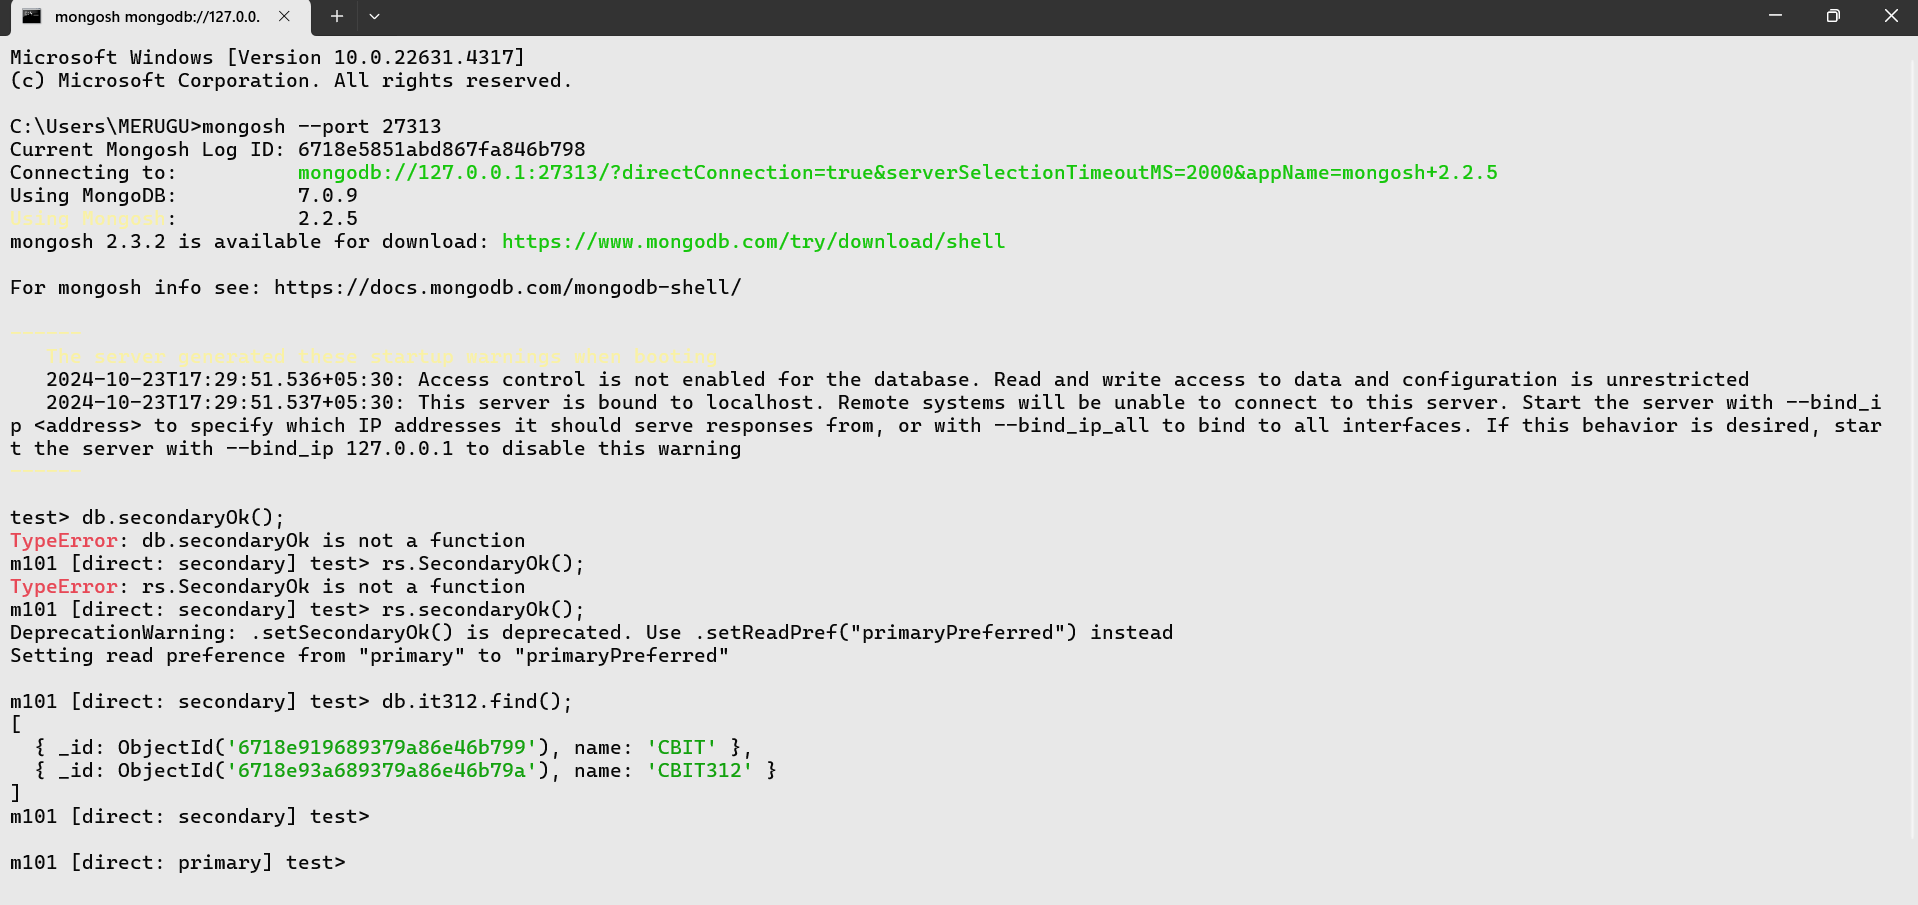 mongosh mongodb://127.0.0.
Microsoft Windows [Version 10.0.22631.4317]
(c) Microsoft Corporation. All rights reserved.
C:\Users\MERUGU>mongosh --port 27313
Current Mongosh Log ID: 6718e5851abd867fa846b798
Connecting to:          mongodb://127.0.0.1:27313/?directConnection=true&serverSelectionTimeoutMS=2000&appName=mongosh+2.2.5
Using MongoDB:          7.0.9
Using Mongosh:          2.2.5
mongosh 2.3.2 is available for download: https://www.mongodb.com/try/download/shell
For mongosh info see: https://docs.mongodb.com/mongodb-shell/
------
   The server generated these startup warnings when booting
   2024-10-23T17:29:51.536+05:30: Access control is not enabled for the database. Read and write access to data and configuration is unrestricted
   2024-10-23T17:29:51.537+05:30: This server is bound to localhost. Remote systems will be unable to connect to this server. Start the server with --bind_i
p <address> to specify which IP addresses it should serve responses from, or with --bind_ip_all to bind to all interfaces. If this behavior is desired, star
t the server with --bind_ip 127.0.0.1 to disable this warning
------
test> db.secondaryOk();
TypeError: db.secondaryOk is not a function
m101 [direct: secondary] test> rs.SecondaryOk();
TypeError: rs.SecondaryOk is not a function
m101 [direct: secondary] test> rs.secondaryOk();
DeprecationWarning: .setSecondaryOk() is deprecated. Use .setReadPref("primaryPreferred") instead
Setting read preference from "primary" to "primaryPreferred"
m101 [direct: secondary] test> db.it312.find();
[
  { _id: ObjectId('6718e919689379a86e46b799'), name: 'CBIT' },
  { _id: ObjectId('6718e93a689379a86e46b79a'), name: 'CBIT312' }
]
m101 [direct: secondary] test>
m101 [direct: primary] test>